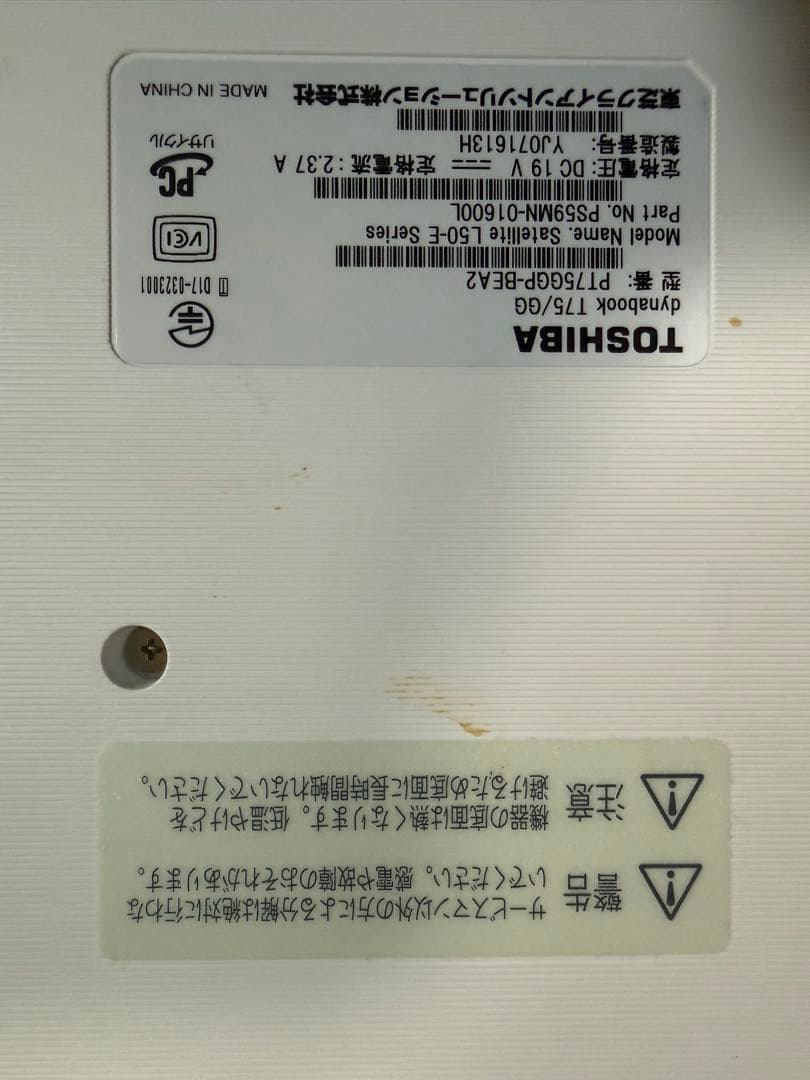 TOSHIBA
dynabook T75/GG
型 番: PT75GGP-BEA2
Model Name. Satellite L50-E Series
Part No. PS59MN-01600L
定格電圧: DC 19 V 定格電流: 2.37 A
製造番号: YJ071613H
東芝クライアントソリューション株式会社
MADE IN CHINA
T D17-0323001
VCI
PC
リサイクル
警告 サービスマン以外の方による分解は絶対に行わな
いでください。感電や故障のおそれがあります。
注意 機器の底面は熱くなります。低温やけどを
避けるため底面に長時間触れないでください。